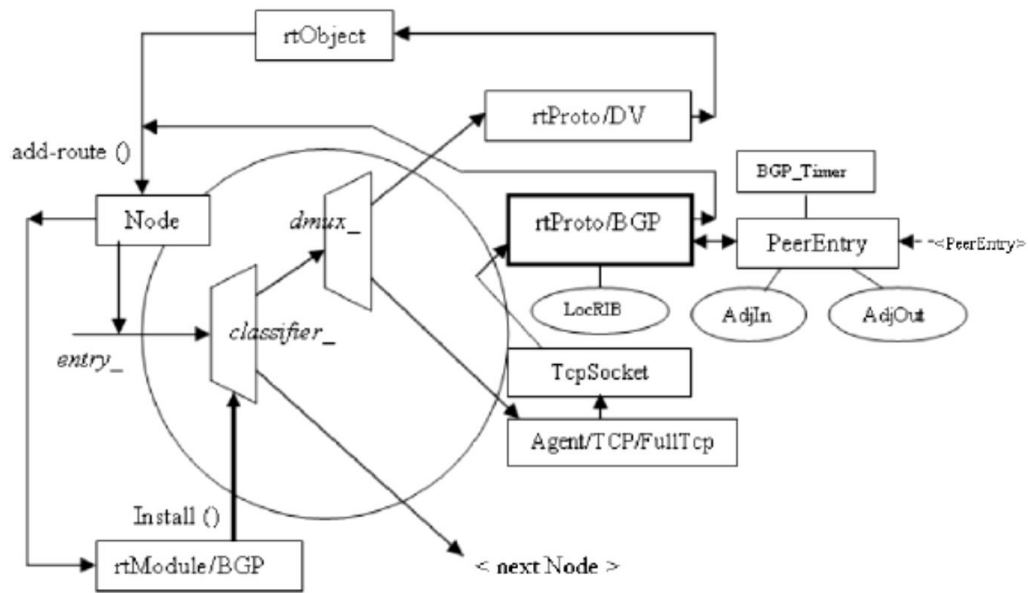 rtObject
rtProto/DV
add-route ()
BGP_Timer
Node
dmux_
rtProto/BGP
PeerEntry
<PeerEntry>
LocRIB
AdjIn
AdjOut
classifier_
entry_
TcpSocket
Agent/TCP/FullTcp
Install ()
rtModule/BGP
< next Node >